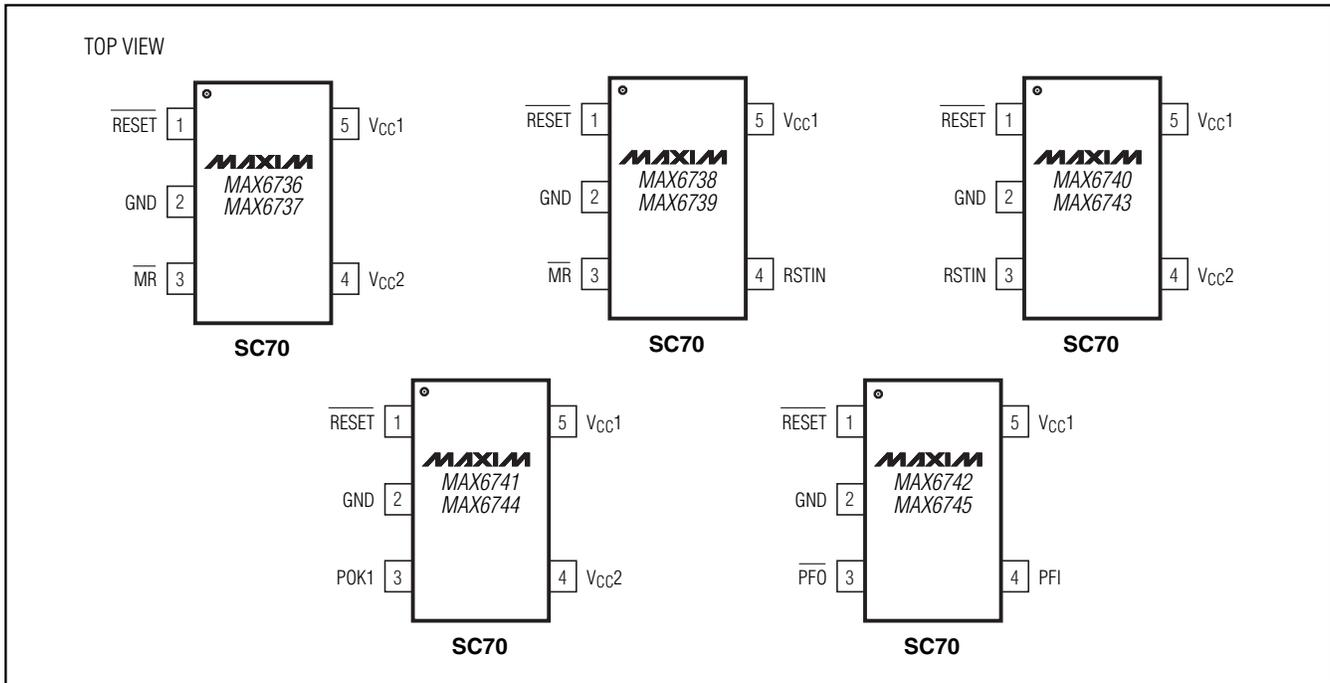 TOP VIEW
RESET 1
GND 2
MR 3
5 VCC1
4 VCC2
MAXIM
MAX6736
MAX6737
SC70
RESET 1
GND 2
MR 3
5 VCC1
4 RSTIN
MAXIM
MAX6738
MAX6739
SC70
RESET 1
GND 2
RSTIN 3
5 VCC1
4 VCC2
MAXIM
MAX6740
MAX6743
SC70
RESET 1
GND 2
POK1 3
5 VCC1
4 VCC2
MAXIM
MAX6741
MAX6744
SC70
RESET 1
GND 2
PFO 3
5 VCC1
4 PFI
MAXIM
MAX6742
MAX6745
SC70